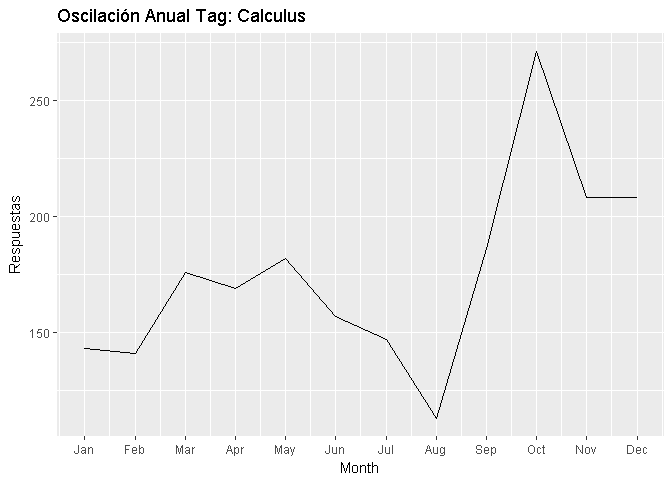 Oscilación Anual Tag: Calculus
Respuestas
250
200
150
Jan Feb Mar Apr May Jun Jul Aug Sep Oct Nov Dec
Month